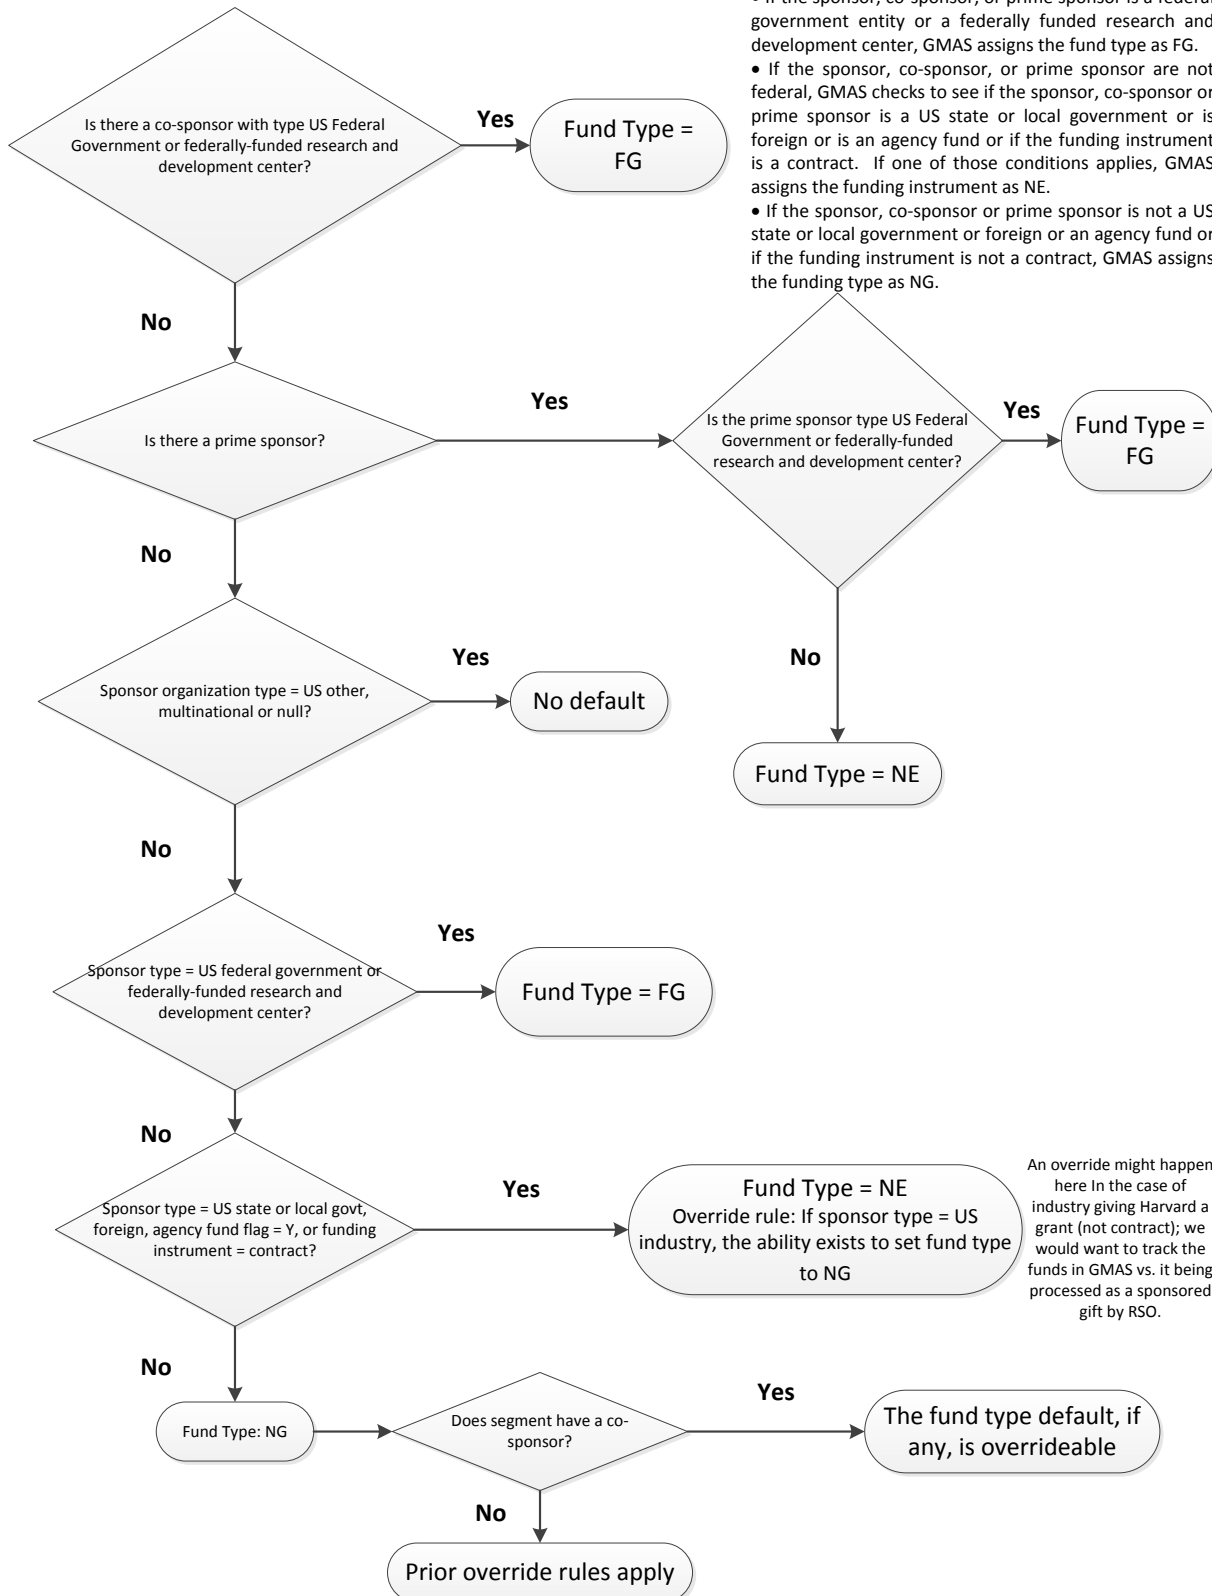 • If the sponsor, co-sponsor, or prime sponsor is a federal
government entity or a federally funded research and
development center, GMAS assigns the fund type as FG.
• If the sponsor, co-sponsor, or prime sponsor are not
federal, GMAS checks to see if the sponsor, co-sponsor or
prime sponsor is a US state or local government or is
foreign or is an agency fund or if the funding instrument
is a contract. If one of those conditions applies, GMAS
assigns the funding instrument as NE.
• If the sponsor, co-sponsor or prime sponsor is not a US
state or local government or foreign or an agency fund or
if the funding instrument is not a contract, GMAS assigns
the funding type as NG.
Is there a co-sponsor with type US Federal
Government or federally-funded research and
development center?
Yes
Fund Type =
FG
No
Is there a prime sponsor?
Yes
Is the prime sponsor type US Federal
Government or federally-funded
research and development center?
Yes
Fund Type =
FG
No
Fund Type = NE
No
Sponsor organization type = US other,
multinational or null?
Yes
No default
No
Sponsor type = US federal government or
federally-funded research and
development center?
Yes
Fund Type = FG
No
Sponsor type = US state or local govt,
foreign, agency fund flag = Y, or funding
instrument = contract?
Yes
Fund Type = NE
Override rule: If sponsor type = US
industry, the ability exists to set fund type
to NG
An override might happen
here In the case of
industry giving Harvard a
grant (not contract); we
would want to track the
funds in GMAS vs. it being
processed as a sponsored
gift by RSO.
No
Fund Type: NG
Does segment have a co-
sponsor?
Yes
The fund type default, if
any, is overrideable
No
Prior override rules apply